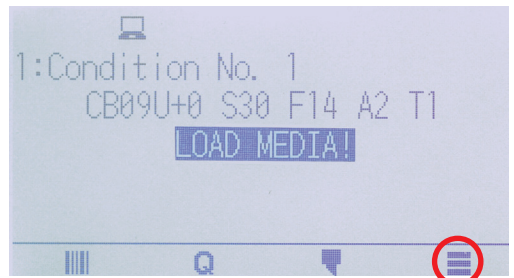 1:Condition No. 1
CB09U+0 S30 F14 A2 T1
LOAD MEDIA!
Q